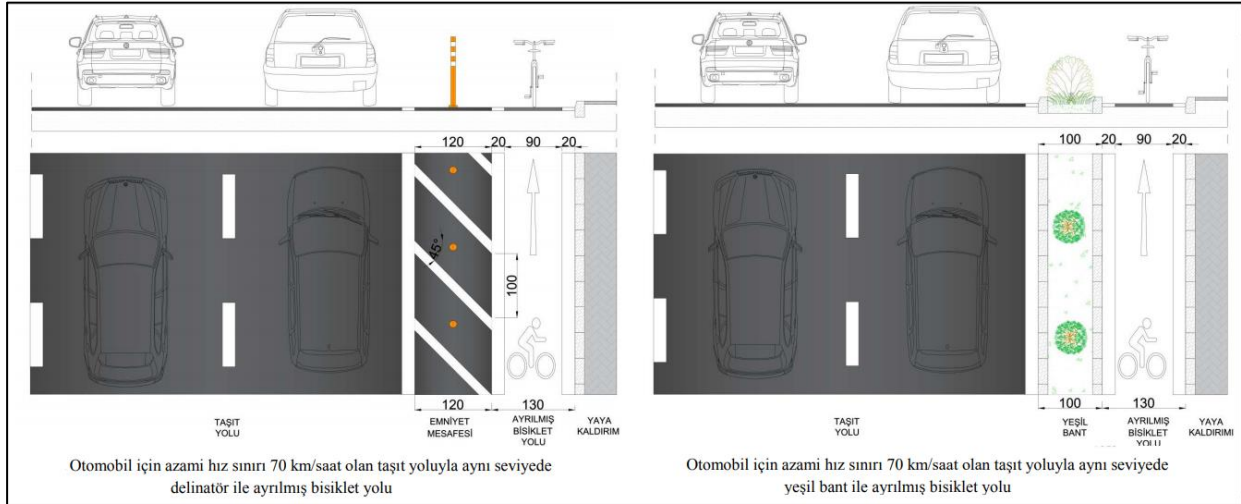 120 20 90 20
45°
100
120 130
TAŞIT
YOLU
EMNİYET
MESAFESİ
AYRILMIŞ
BİSİKLET
YOLU
YAYA
KALDIRIMI
Otomobil için azami hız sınırı 70 km/saat olan taşıt yoluyla aynı seviyede
delinatör ile ayrılmış bisiklet yolu
100 20 90 20
100 130
TAŞIT
YOLU
YEŞİL
BANT
AYRILMIŞ
BİSİKLET
YOLU
YAYA
KALDIRIMI
Otomobil için azami hız sınırı 70 km/saat olan taşıt yoluyla aynı seviyede
yeşil bant ile ayrılmış bisiklet yolu